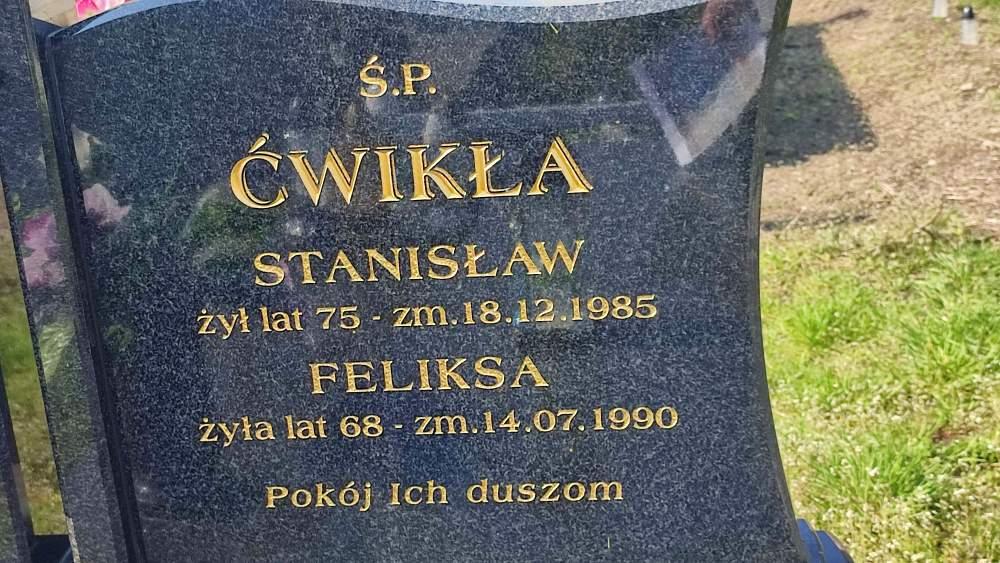 Ś.P.
ĆWIKŁA
STANISŁAW
żył lat 75 - zm.18.12.1985
FELIKSA
żyła lat 68 - zm.14.07.1990
Pokój Ich duszom